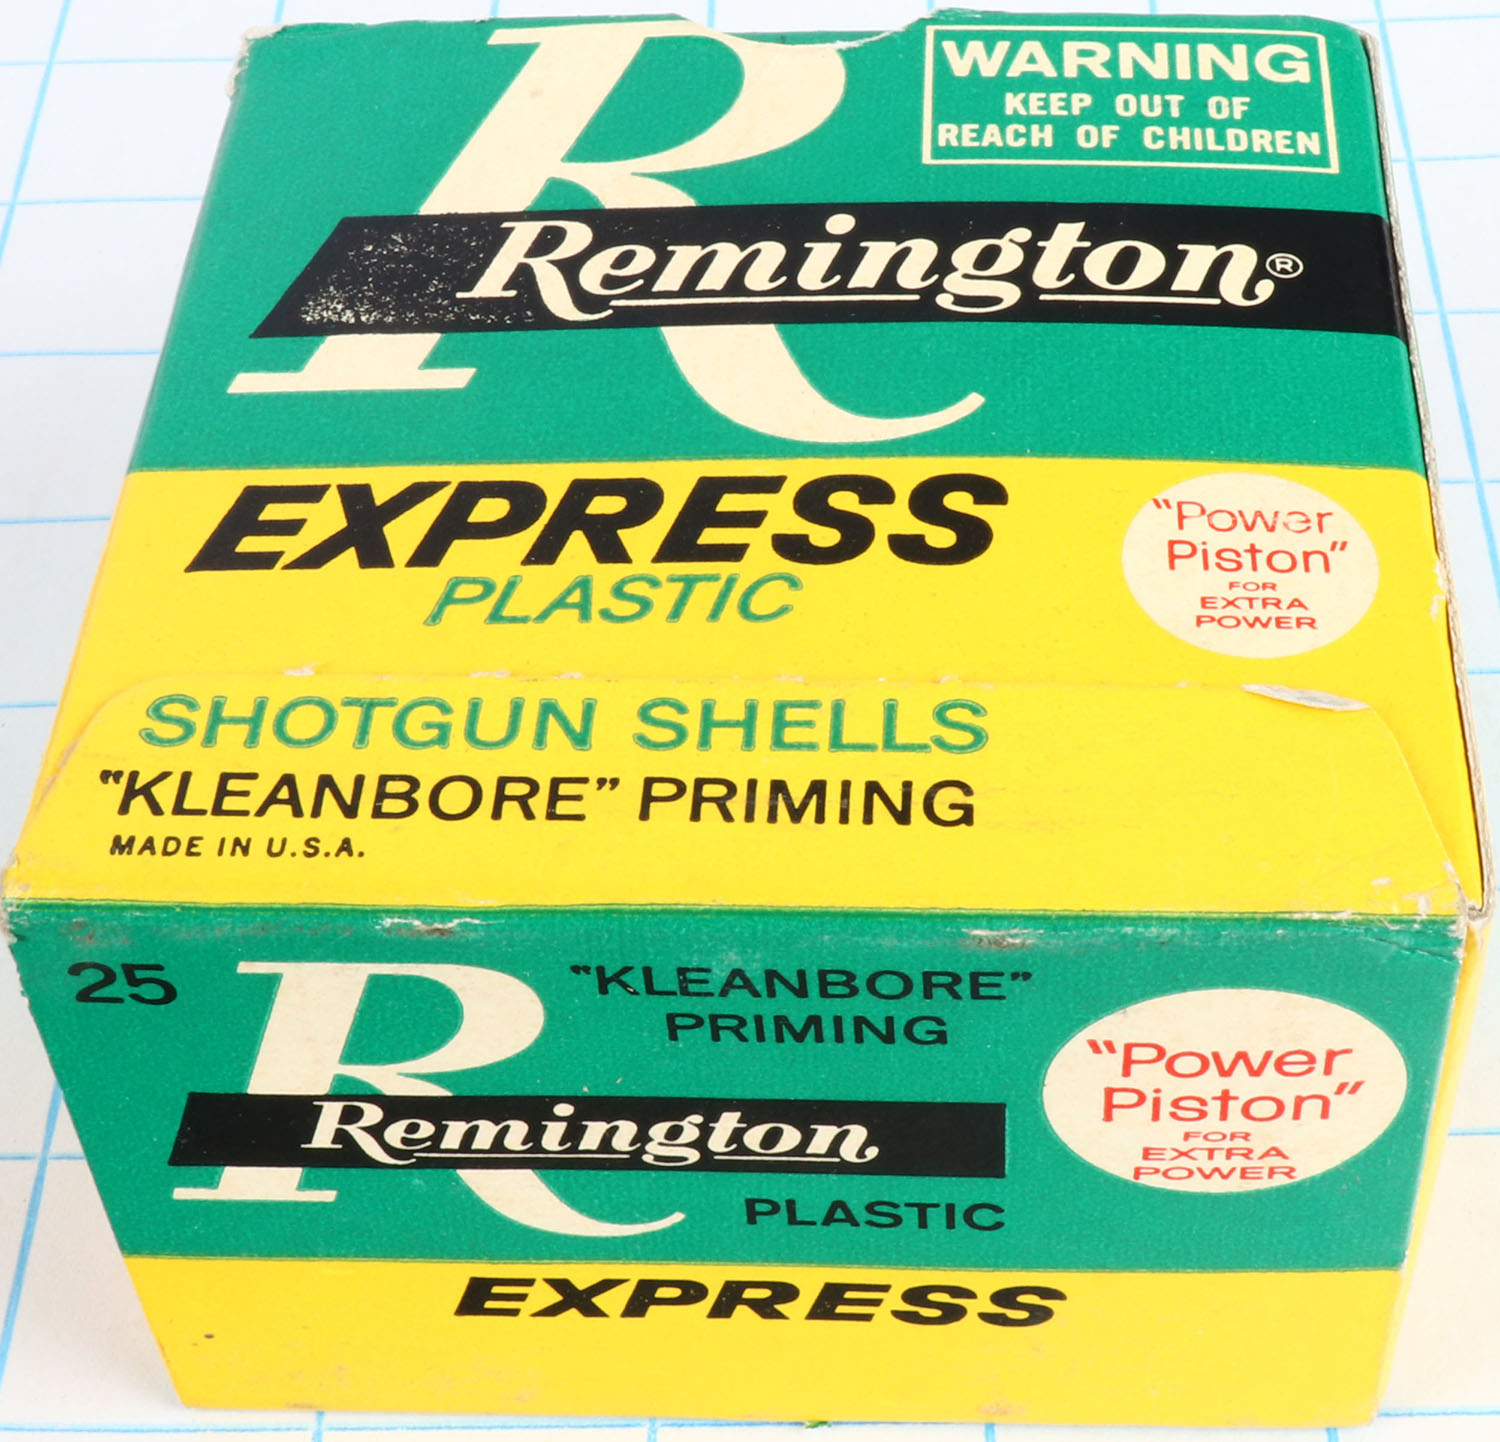 R
WARNING
KEEP OUT OF
REACH OF CHILDREN
Remington®
EXPRESS
PLASTIC
"Power
Piston"
FOR
EXTRA
POWER
SHOTGUN SHELLS
"KLEANBORE" PRIMING
MADE IN U.S.A.
25
R
"KLEANBORE"
PRIMING
Remington
PLASTIC
"Power
Piston"
FOR
EXTRA
POWER
EXPRESS